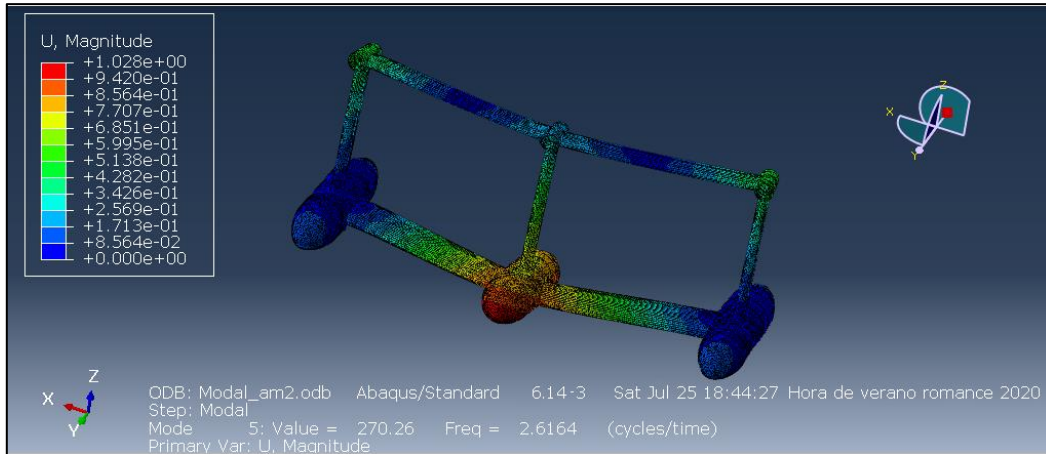 U, Magnitude
+1.028e+00
+9.420e-01
+8.564e-01
+7.707e-01
+6.851e-01
+5.995e-01
+5.138e-01
+4.282e-01
+3.426e-01
+2.569e-01
+1.713e-01
+8.564e-02
+0.000e+00
Z
X
Y
Z
X
Y
ODB: Modal_am2.odb Abaqus/Standard 6.14-3 Sat Jul 25 18:44:27 Hora de verano romance 2020
Step: Modal
Mode 5: Value = 270.26 Freq = 2.6164 (cycles/time)
Primary Var: U, Magnitude